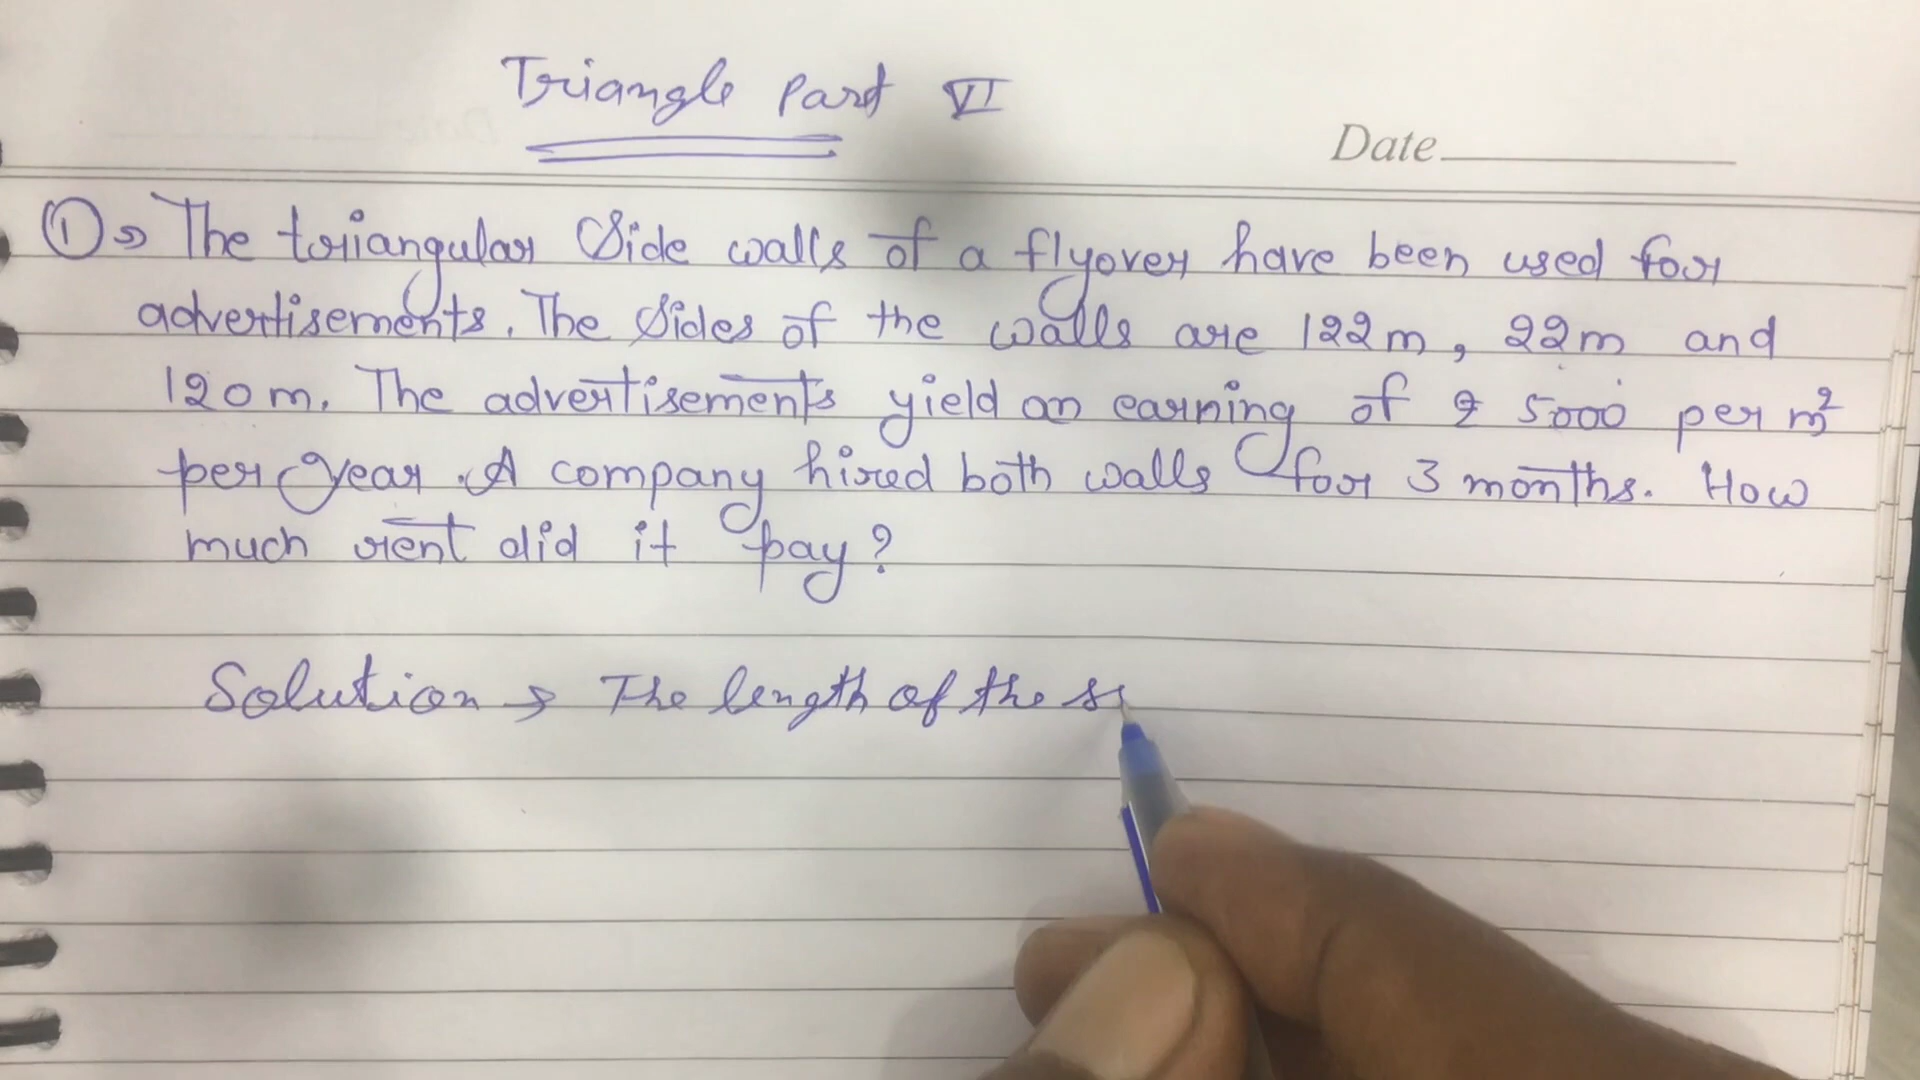 Triangle Part VI
Date
① → The triangular Side walls of a flyover have been used for
advertisements. The Sides of the walls are 122m, 22m and
120m. The advertisements yield an earning of ₹ 5000 per m²
per year. A company hired both walls for 3 months. How
much rent did it pay?
Solution → The length of the si